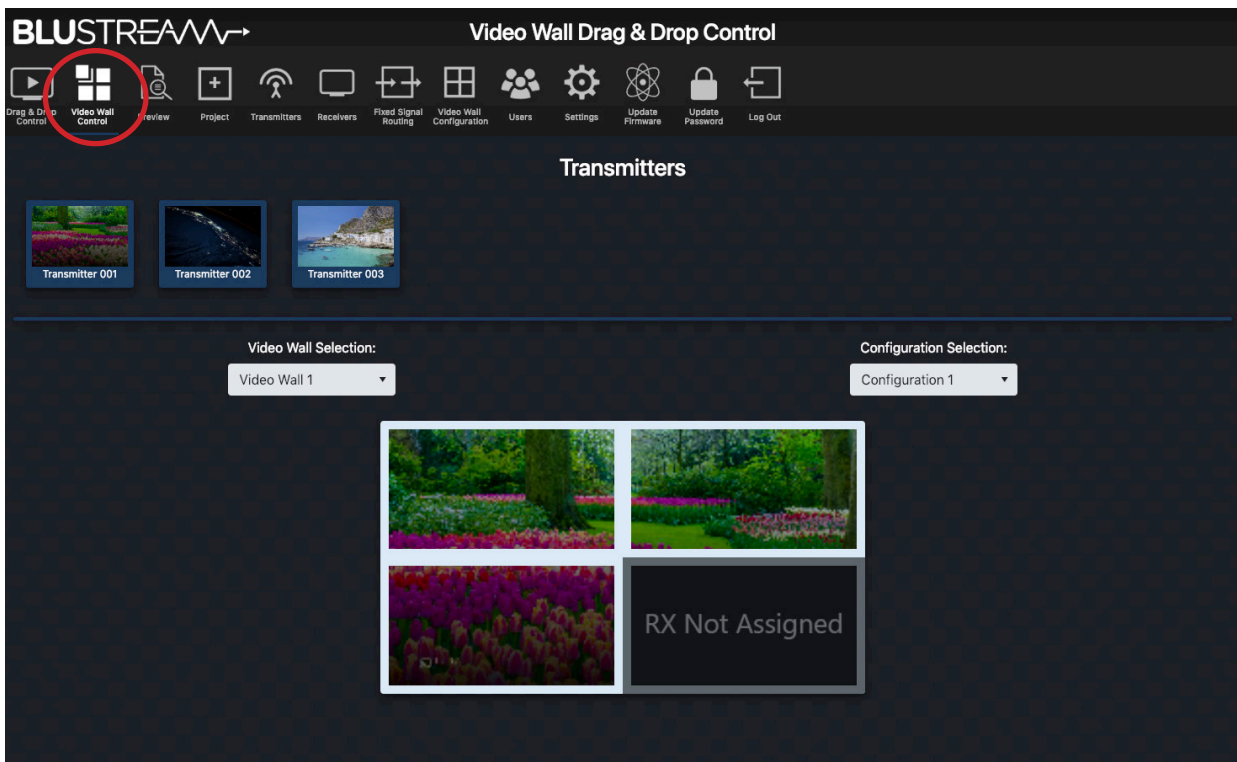 BLUSTREAM
Video Wall Drag & Drop Control
Drag & Drop Control
Video Wall Control
Preview
Project
Transmitters
Receivers
Fixed Signal Routing
Video Wall Configuration
Users
Settings
Update Firmware
Update Password
Log Out
Transmitters
Transmitter 001
Transmitter 002
Transmitter 003
Video Wall Selection:
Configuration Selection:
Video Wall 1
Configuration 1
RX Not Assigned